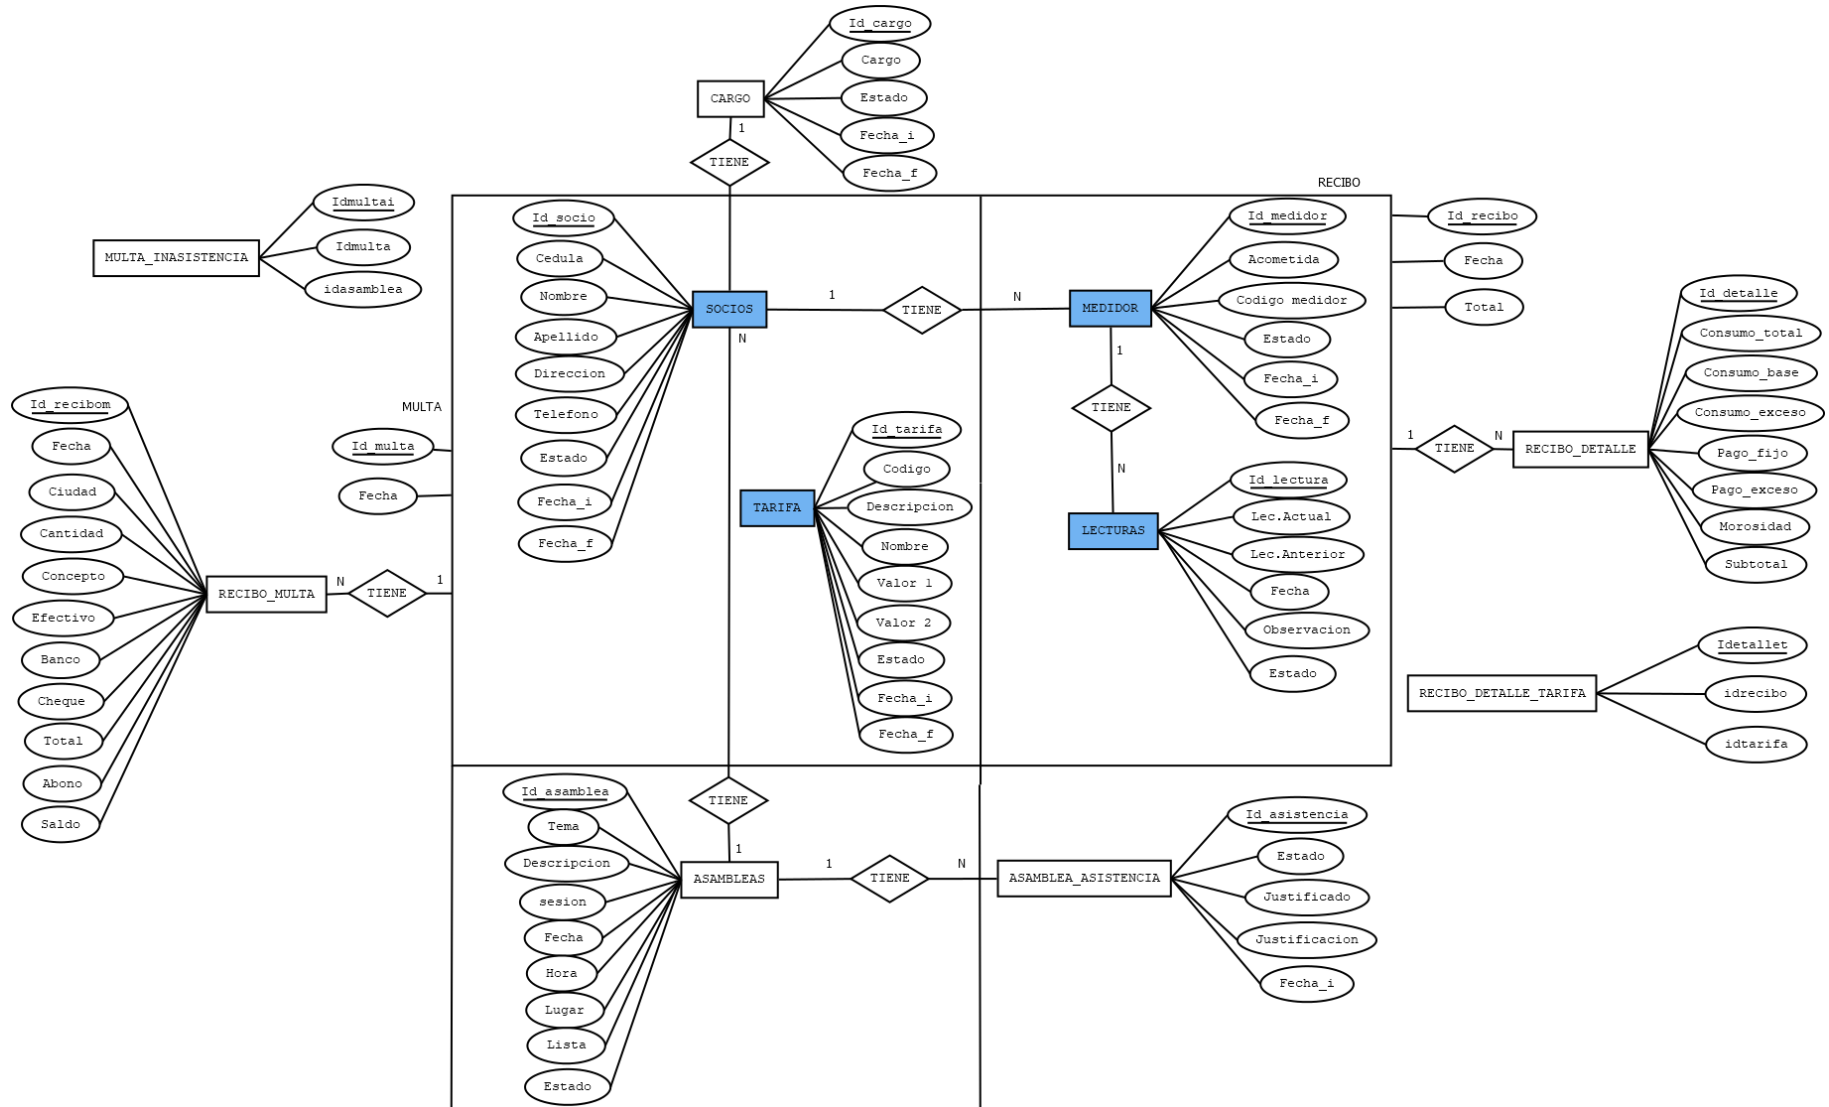 Id_cargo
Cargo
CARGO
Estado
1
Fecha_i
TIENE
Fecha_f
RECIBO
MULTA_INASISTENCIA
Idmultai
Idmulta
idasamblea
Id_socio
Cedula
Nombre
Apellido
Direccion
Telefono
Estado
Fecha_i
Fecha_f
SOCIOS
N
1
TIENE
N
MEDIDOR
Id_medidor
Acometida
Codigo medidor
Estado
Fecha_i
Fecha_f
1
TIENE
N
Id_recibo
Fecha
Total
Id_detalle
Consumo_total
Consumo_base
Consumo_exceso
Pago_fijo
Pago_exceso
Morosidad
Subtotal
1
TIENE
N
RECIBO_DETALLE
MULTA
Id_multa
Fecha
Id_recibom
Fecha
Ciudad
Cantidad
Concepto
Efectivo
Banco
Cheque
Total
Abono
Saldo
RECIBO_MULTA
N
TIENE
1
TARIFA
Id_tarifa
Codigo
Descripcion
Nombre
Valor 1
Valor 2
Estado
Fecha_i
Fecha_f
LECTURAS
Id_lectura
Lec.Actual
Lec.Anterior
Fecha
Observacion
Estado
RECIBO_DETALLE_TARIFA
Idetallet
idrecibo
idtarifa
TIENE
1
Id_asamblea
Tema
Descripcion
sesion
Fecha
Hora
Lugar
Lista
Estado
ASAMBLEAS
1
TIENE
N
ASAMBLEA_ASISTENCIA
Id_asistencia
Estado
Justificado
Justificacion
Fecha_i